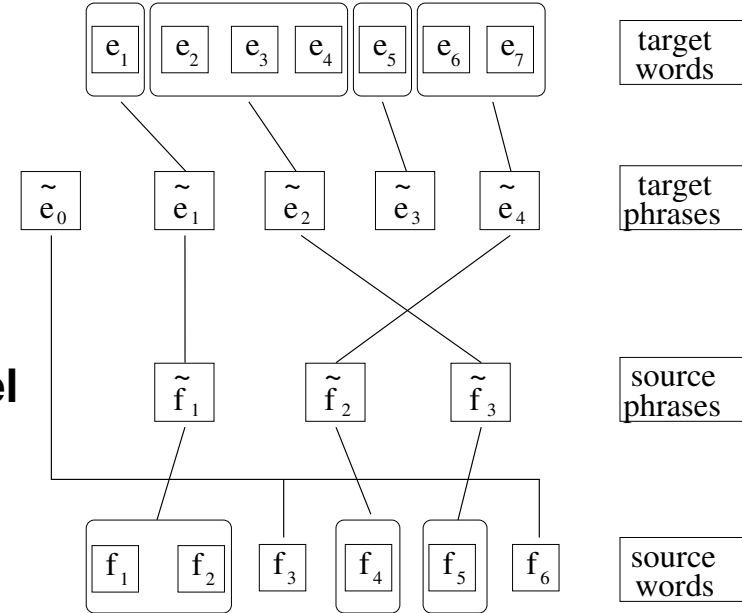 e₁ e₂ e₃ e₄ e₅ e₆ e₇
target
words
ẽ₀ ẽ₁ ẽ₂ ẽ₃ ẽ₄
target
phrases
el
f̃₁ f̃₂ f̃₃
source
phrases
f₁ f₂ f₃ f₄ f₅ f₆
source
words